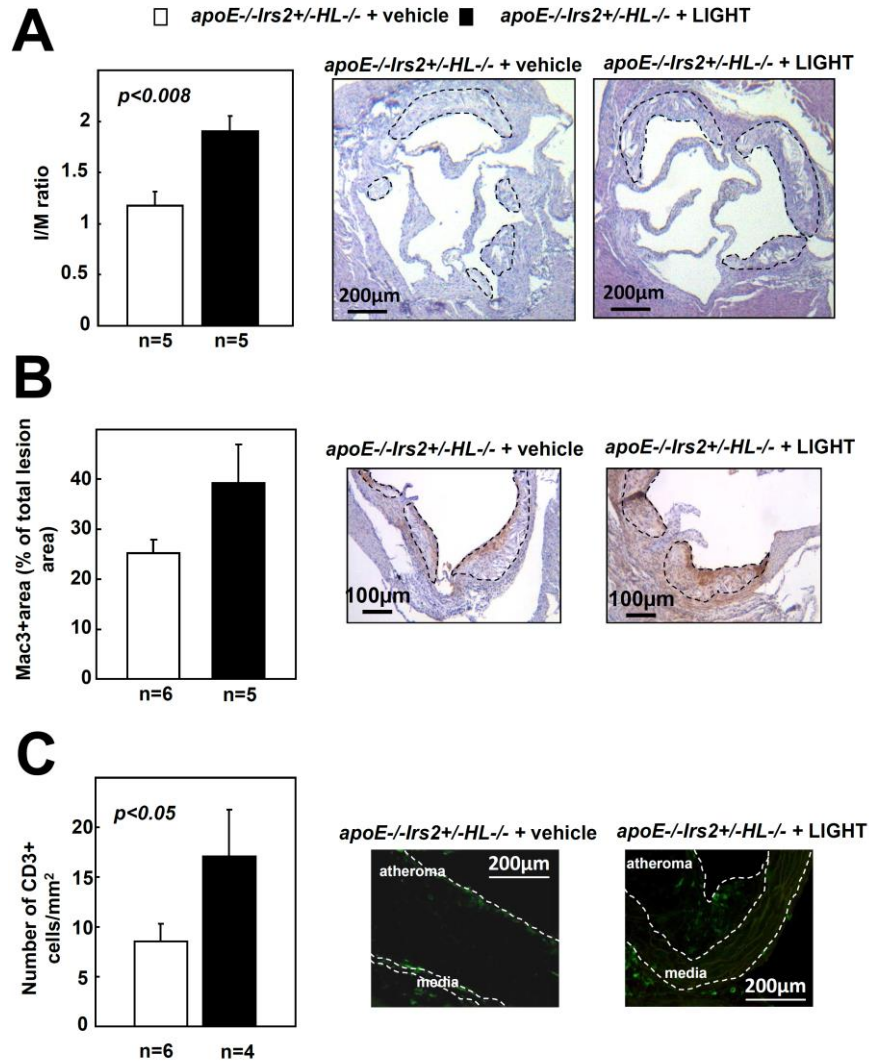 apoE-/-Irs2+/-HL-/- + vehicle apoE-/-Irs2+/-HL-/- + LIGHT
A
apoE-/-Irs2+/-HL-/- + vehicle apoE-/-Irs2+/-HL-/- + LIGHT
p<0.008
I/M ratio
2
1.5
1
0.5
0
n=5 n=5
200µm 200µm
B
apoE-/-Irs2+/-HL-/- + vehicle apoE-/-Irs2+/-HL-/- + LIGHT
Mac3+area (% of total lesion
area)
40
30
20
10
0
n=6 n=5
100µm 100µm
C
apoE-/-Irs2+/-HL-/- + vehicle apoE-/-Irs2+/-HL-/- + LIGHT
p<0.05
Number of CD3+
cells/mm²
20
15
10
5
0
n=6 n=4
atheroma 200µm media
atheroma media 200µm